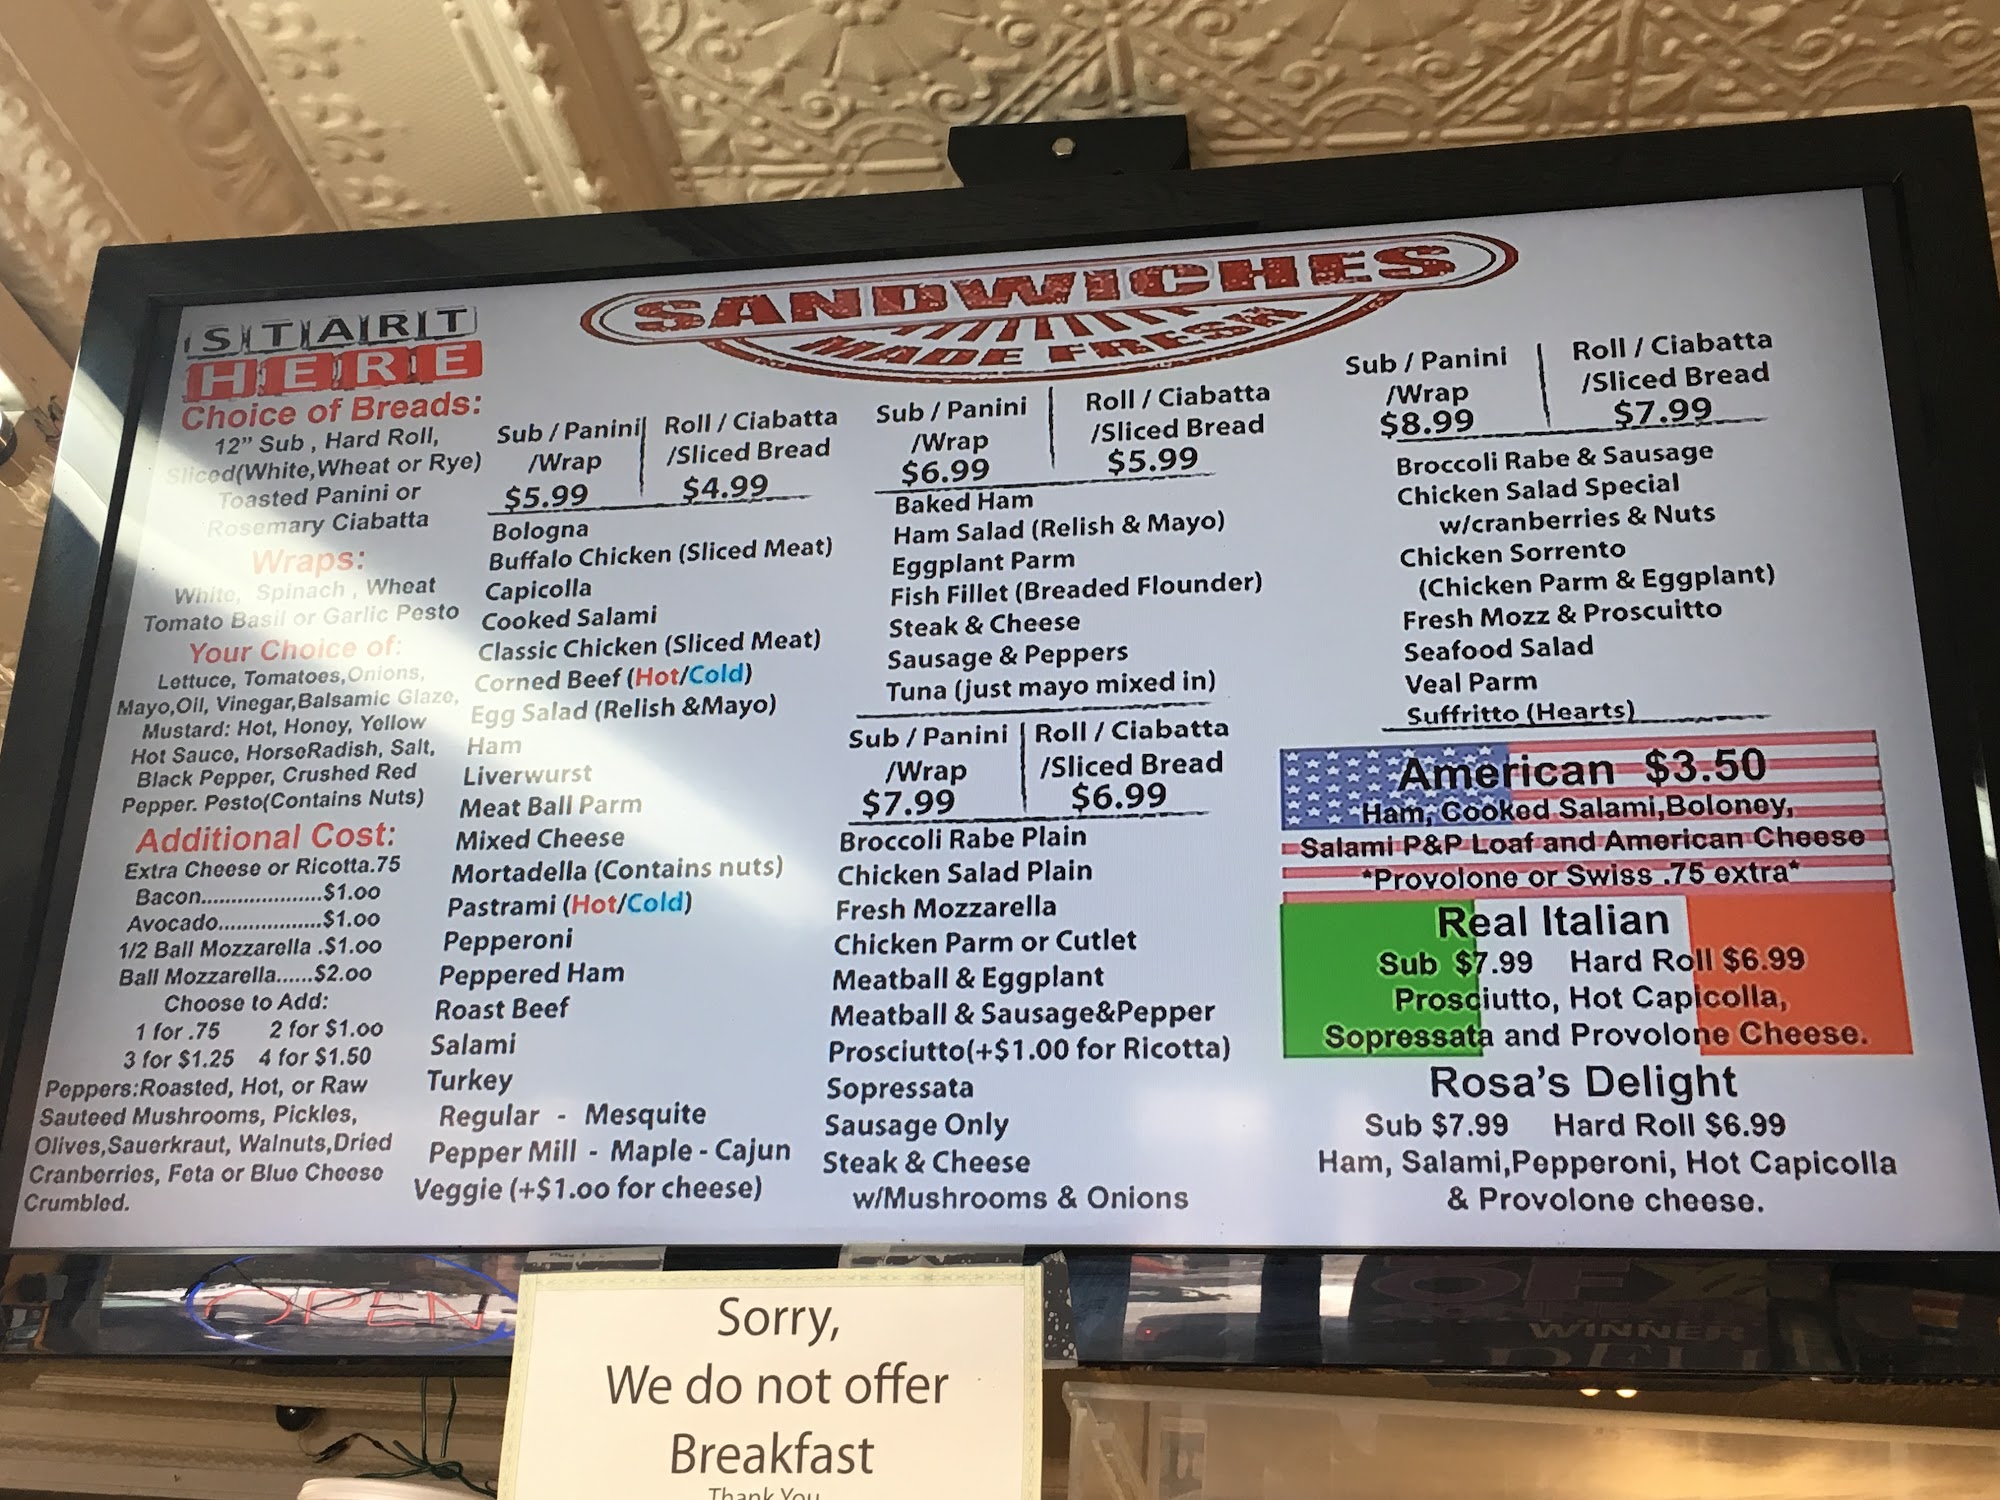 SANDWICHES
MADE FRESH
START
HERE
Choice of Breads:
12” Sub , Hard Roll,
Sliced(White,Wheat or Rye)
Toasted Panini or
Rosemary Ciabatta
Wraps:
White, Spinach , Wheat
Tomato Basil or Garlic Pesto
Your Choice of:
Lettuce, Tomatoes,Onions,
Mayo,Oil, Vinegar,Balsamic Glaze,
Mustard: Hot, Honey, Yellow
Hot Sauce, HorseRadish, Salt,
Black Pepper, Crushed Red
Pepper. Pesto(Contains Nuts)
Additional Cost:
Extra Cheese or Ricotta.75
Bacon.....................$1.00
Avocado..................$1.00
1/2 Ball Mozzarella .$1.00
Ball Mozzarella......$2.00
Choose to Add:
1 for .75 2 for $1.00
3 for $1.25 4 for $1.50
Peppers:Roasted, Hot, or Raw
Sauteed Mushrooms, Pickles,
Olives,Sauerkraut, Walnuts,Dried
Cranberries, Feta or Blue Cheese
Crumbled.
Sub / Panini Roll / Ciabatta
/Wrap /Sliced Bread
$5.99 $4.99
Bologna
Buffalo Chicken (Sliced Meat)
Capicolla
Cooked Salami
Classic Chicken (Sliced Meat)
Corned Beef (Hot/Cold)
Egg Salad (Relish &Mayo)
Ham
Liverwurst
Meat Ball Parm
Mixed Cheese
Mortadella (Contains nuts)
Pastrami (Hot/Cold)
Pepperoni
Peppered Ham
Roast Beef
Salami
Turkey
Regular - Mesquite
Pepper Mill - Maple - Cajun
Veggie (+$1.00 for cheese)
Sub / Panini Roll / Ciabatta
/Wrap /Sliced Bread
$6.99 $5.99
Baked Ham
Ham Salad (Relish & Mayo)
Eggplant Parm
Fish Fillet (Breaded Flounder)
Steak & Cheese
Sausage & Peppers
Tuna (just mayo mixed in)
Sub / Panini Roll / Ciabatta
/Wrap /Sliced Bread
$7.99 $6.99
Broccoli Rabe Plain
Chicken Salad Plain
Fresh Mozzarella
Chicken Parm or Cutlet
Meatball & Eggplant
Meatball & Sausage&Pepper
Prosciutto(+$1.00 for Ricotta)
Sopressata
Sausage Only
Steak & Cheese
w/Mushrooms & Onions
Sub / Panini Roll / Ciabatta
/Wrap /Sliced Bread
$8.99 $7.99
Broccoli Rabe & Sausage
Chicken Salad Special
w/cranberries & Nuts
Chicken Sorrento
(Chicken Parm & Eggplant)
Fresh Mozz & Proscuitto
Seafood Salad
Veal Parm
Suffritto (Hearts)
American $3.50
Ham, Cooked Salami,Boloney,
Salami P&P Loaf and American Cheese
*Provolone or Swiss .75 extra*
Real Italian
Sub $7.99 Hard Roll $6.99
Prosciutto, Hot Capicolla,
Sopressata and Provolone Cheese.
Rosa’s Delight
Sub $7.99 Hard Roll $6.99
Ham, Salami,Pepperoni, Hot Capicolla
& Provolone cheese.
OPEN
WINNER
Sorry,
We do not offer
Breakfast
Thank You